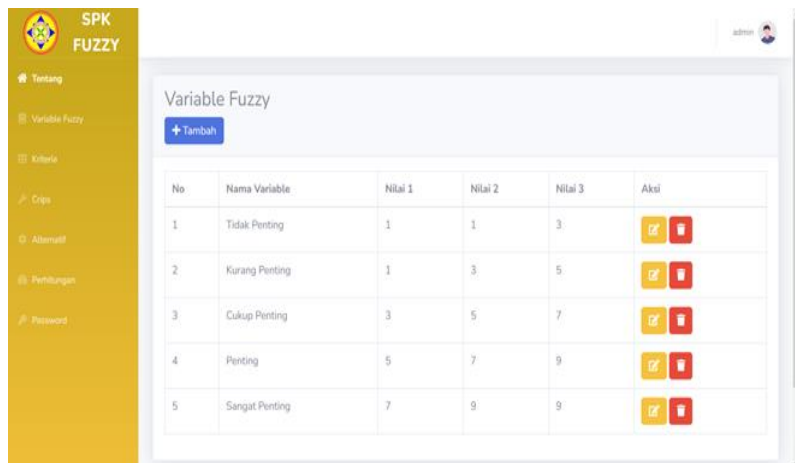 SPK
FUZZY
admin
Tentang
Variable Fuzzy
Kriteria
Crips
Alternatif
Perhitungan
Password
Variable Fuzzy
+ Tambah
No Nama Variable Nilai 1 Nilai 2 Nilai 3 Aksi
1 Tidak Penting 1 1 3
2 Kurang Penting 1 3 5
3 Cukup Penting 3 5 7
4 Penting 5 7 9
5 Sangat Penting 7 9 9